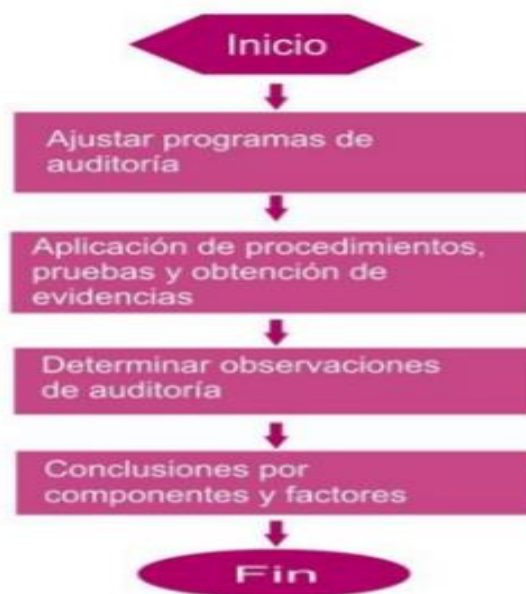 Inicio
Ajustar programas de
auditoría
Aplicación de procedimientos,
pruebas y obtención de
evidencias
Determinar observaciones
de auditoría
Conclusiones por
componentes y factores
Fin